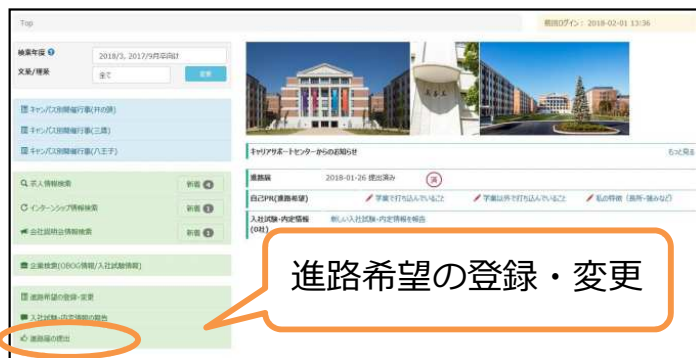 Top
前回ログイン: 2018-02-01 13:36
検索年度
2018/3, 2017/9月卒向け
文系/理系
全て
変更
キャンパス別開催行事(井の頭)
キャンパス別開催行事(三鷹)
キャンパス別開催行事(八王子)
キャリアサポートセンターからのお知らせ
もっと見る
求人情報検索
新着 4
インターンシップ情報検索
新着 1
会社説明会情報検索
新着 1
企業検索(OBOG情報/入社試験情報)
進路希望の登録・変更
入社試験・内定情報の報告
進路届の提出
進路届
2018-01-26 提出済み
済
自己PR(進路希望)
学業で打ち込んでいること
学業以外で打ち込んでいること
私の特徴(長所・強みなど)
入社試験・内定情報
(0社)
新しい入社試験・内定情報を報告
進路希望の登録・変更